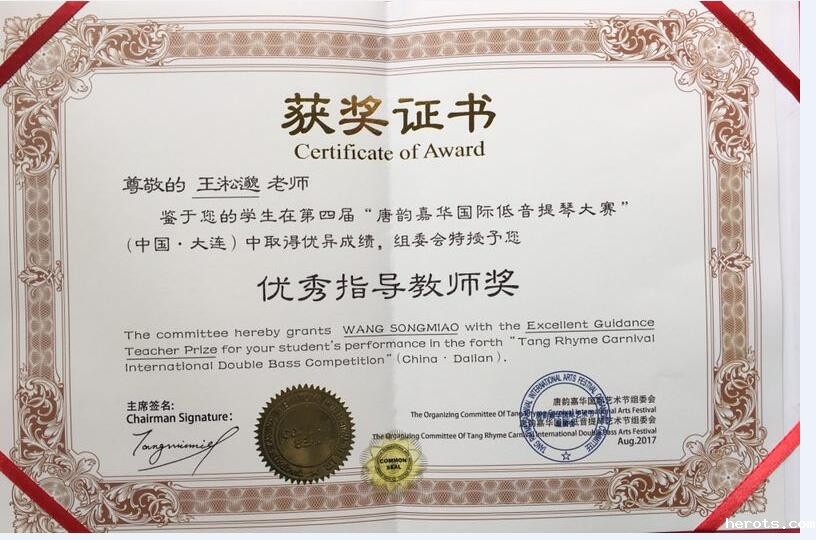 获奖证书
Certificate of Award
尊敬的 王淞邈 老师
鉴于您的学生在第四届“唐韵嘉华国际低音提琴大赛”
（中国·大连）中取得优异成绩，组委会特授予您
优秀指导教师奖
The committee hereby grants WANG SONGMIAO with the Excellent Guidance
Teacher Prize for your student's performance in the forth "Tang Rhyme Carnival
International Double Bass Competition" (China · Dalian).
主席签名:
Chairman Signature:
唐韵嘉华国际艺术节组委会
The Organizing Committee Of Tang Rhyme Carnival International Arts Festival
唐韵嘉华国际低音提琴艺术节组委会
The Organizing Committee Of Tang Rhyme Carnival International Double Bass Arts Festival
Aug.2017
COMMON
SEAL
herots.com